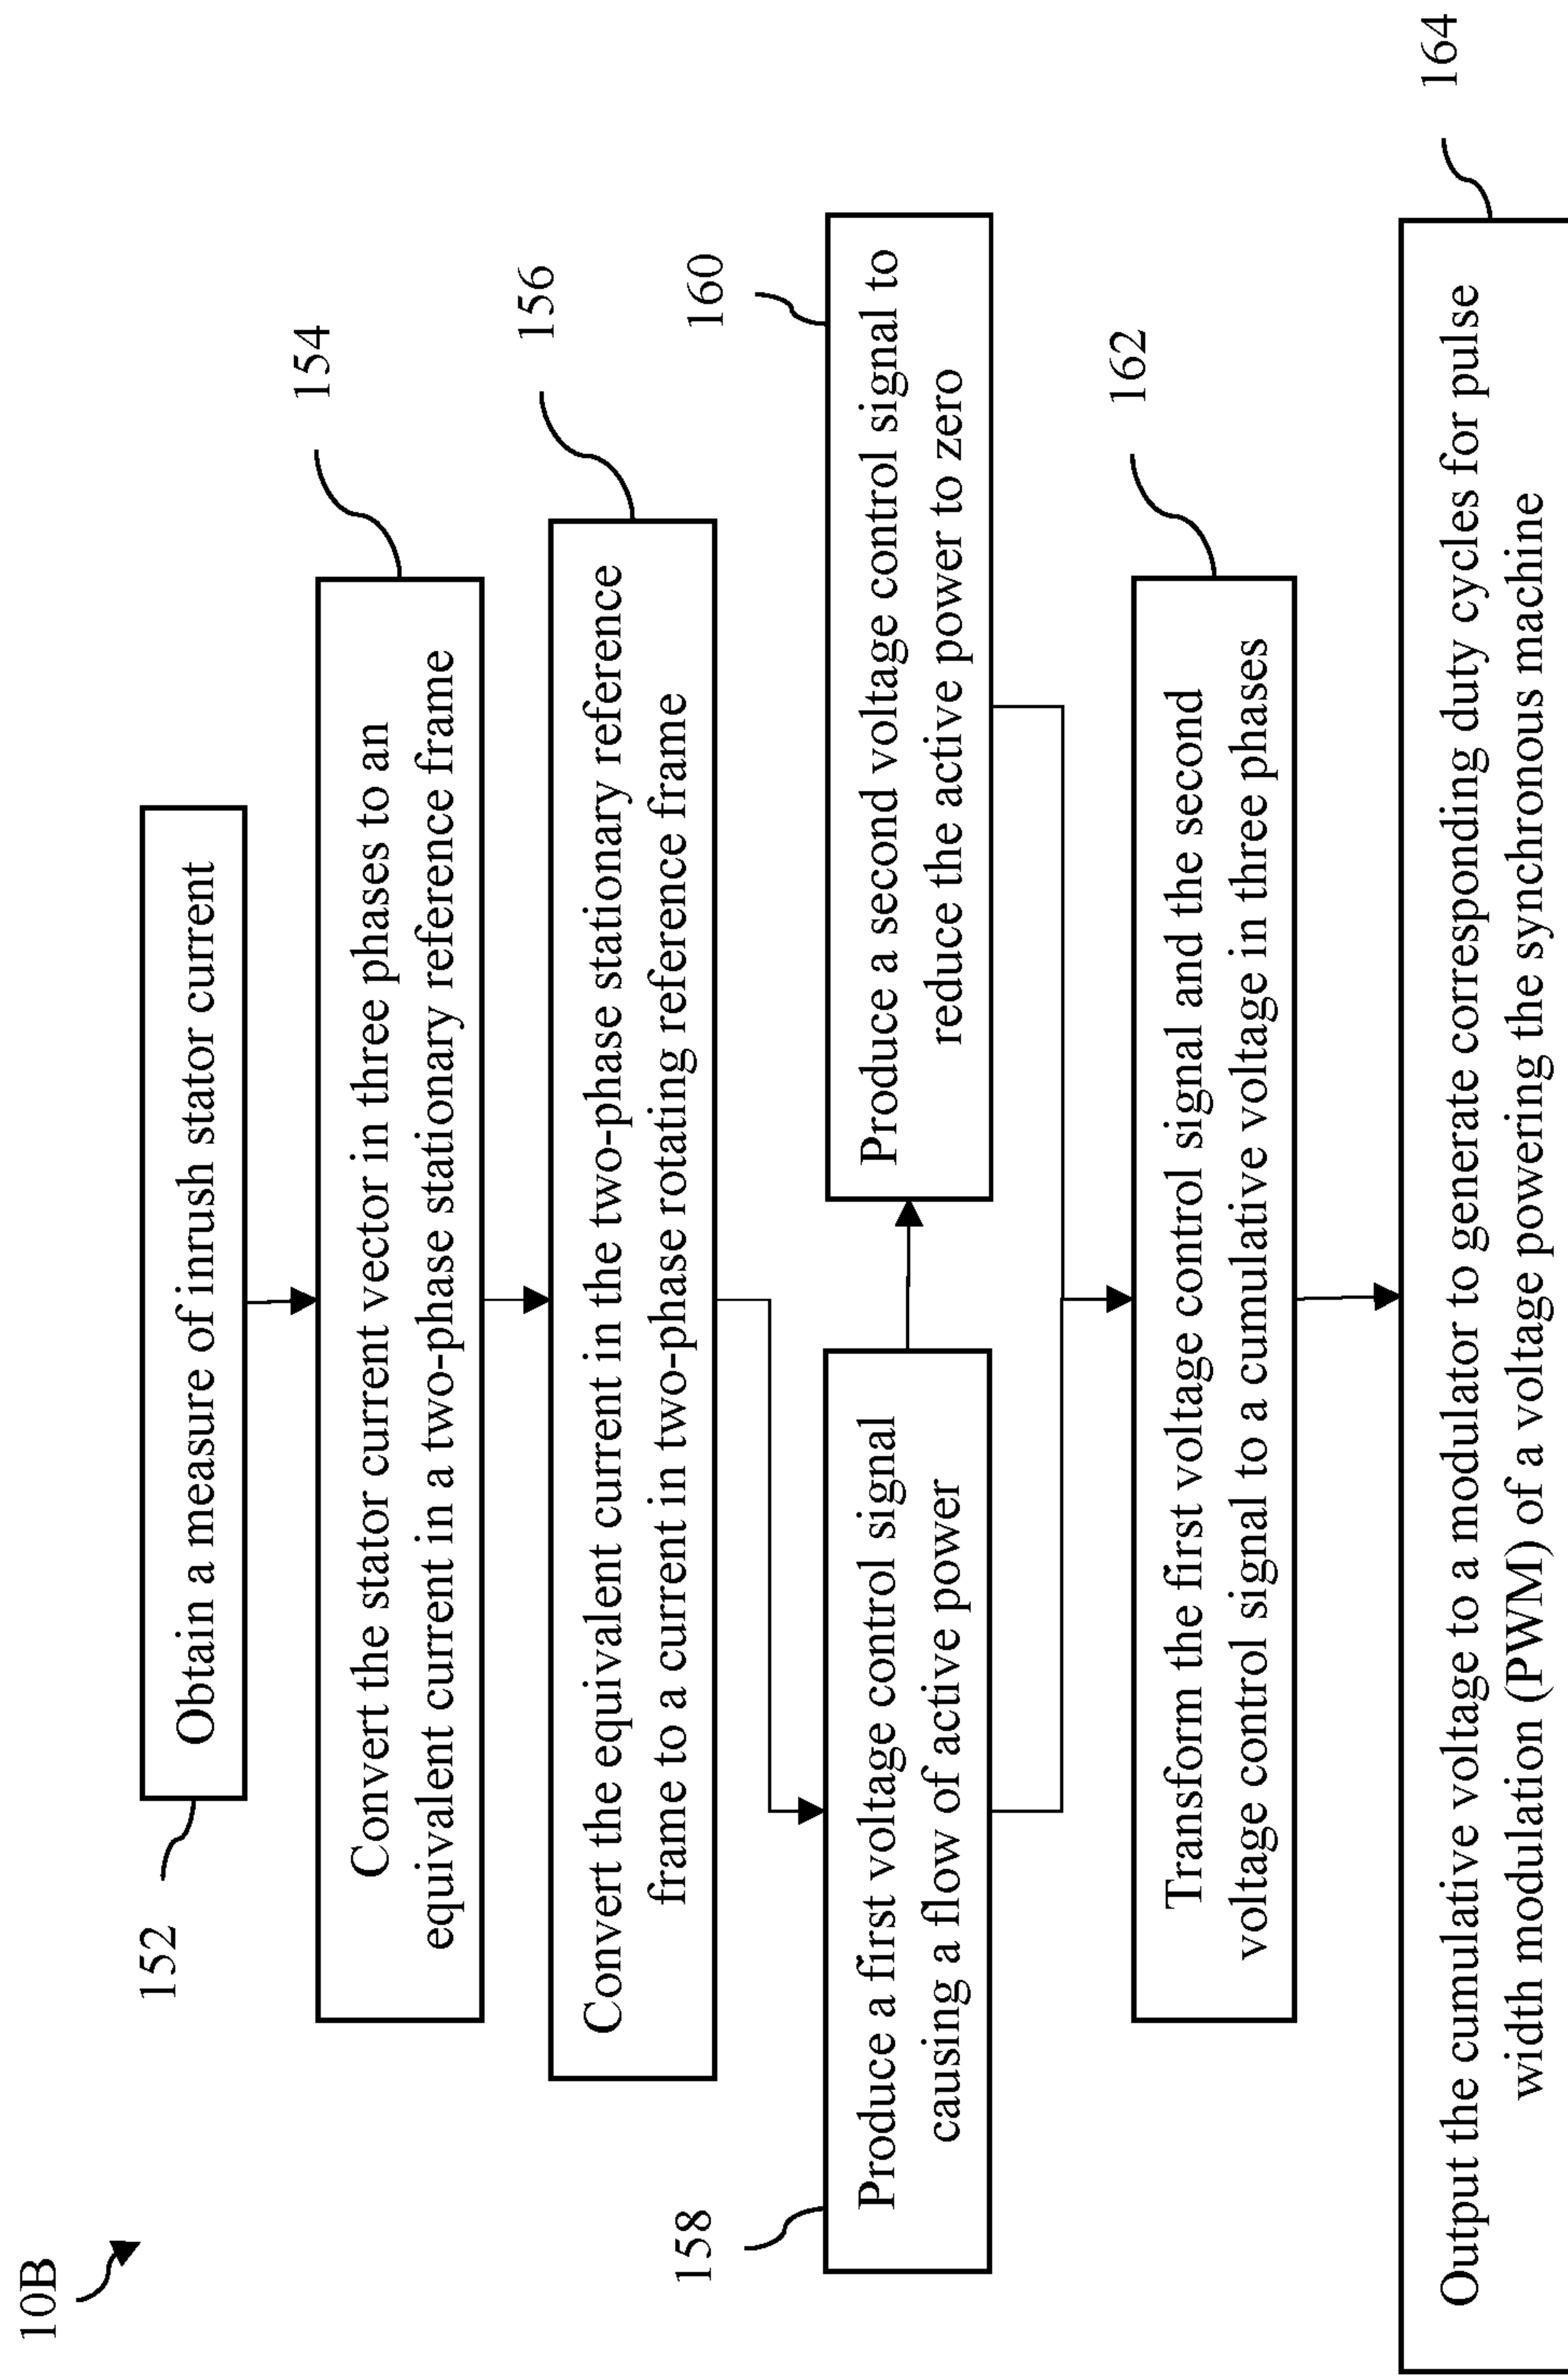 10B
152
Obtain a measure of inrush stator current
154
Convert the stator current vector in three phases to an
equivalent current in a two-phase stationary reference frame
156
Convert the equivalent current in the two-phase stationary reference
frame to a current in two-phase rotating reference frame
158
Produce a first voltage control signal
causing a flow of active power
160
Produce a second voltage control signal to
reduce the active power to zero
162
Transform the first voltage control signal and the second
voltage control signal to a cumulative voltage in three phases
164
Output the cumulative voltage to a modulator to generate corresponding duty cycles for pulse
width modulation (PWM) of a voltage powering the synchronous machine